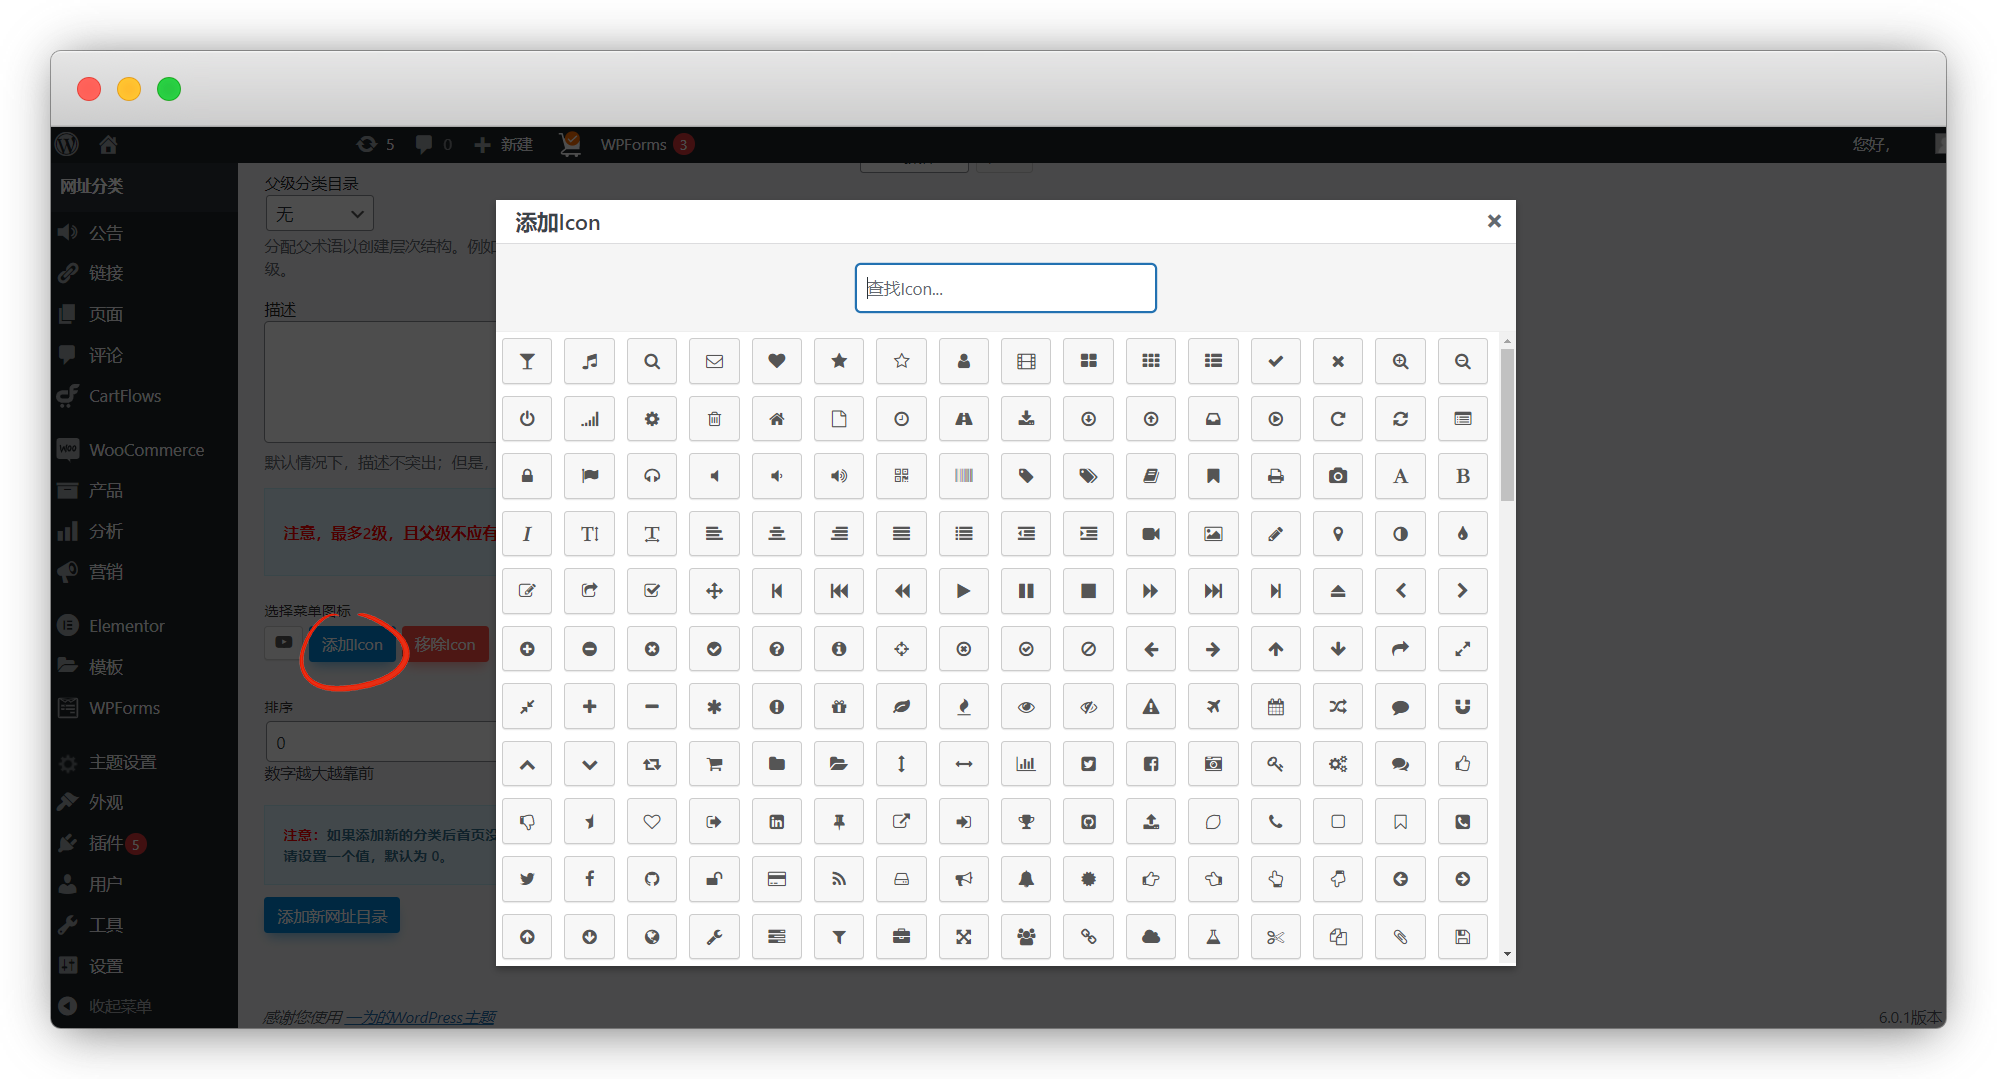 5
0
新建
WPForms
3
您好,
网址分类
公告
链接
页面
评论
CartFlows
WooCommerce
产品
分析
营销
Elementor
模板
WPForms
主题设置
外观
插件
5
用户
工具
设置
收起菜单
父级分类目录
无
分配父术语以创建层次结构。例如
级。
描述
默认情况下，描述不突出；但是，
注意，最多2级，且父级不应有
选择菜单图标
添加Icon
移除Icon
排序
0
数字越大越靠前
注意：如果添加新的分类后首页没
请设置一个值，默认为 0。
添加新网址目录
感谢您使用 一为的WordPress主题
6.0.1版本
添加Icon
查找Icon...